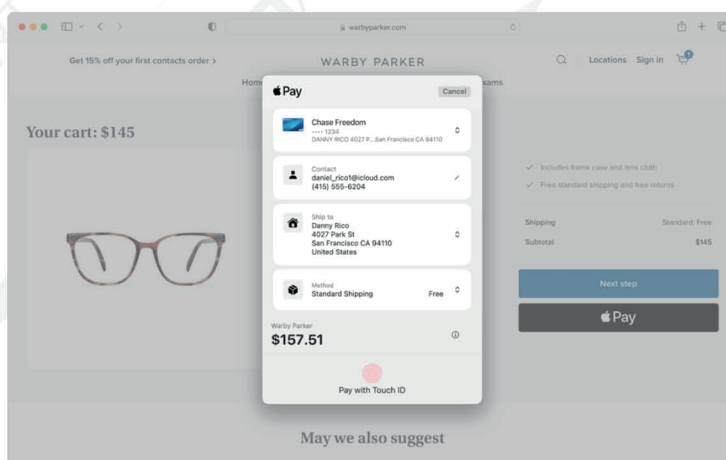 warbyparker.com
Get 15% off your first contacts order >
WARBY PARKER
Locations Sign in 1
Your cart: $145
Pay
Cancel
Chase Freedom
•••• 1234
DANNY RICO 4027 P...San Francisco CA 94110
Contact
daniel_rico1@icloud.com
(415) 555-6204
Ship to
Danny Rico
4027 Park St
San Francisco CA 94110
United States
Method
Standard Shipping Free
Warby Parker
$157.51
Pay with Touch ID
Includes frame case and lens cloth
Free standard shipping and free returns
Shipping Standard: Free
Subtotal $145
Next step
Pay
May we also suggest